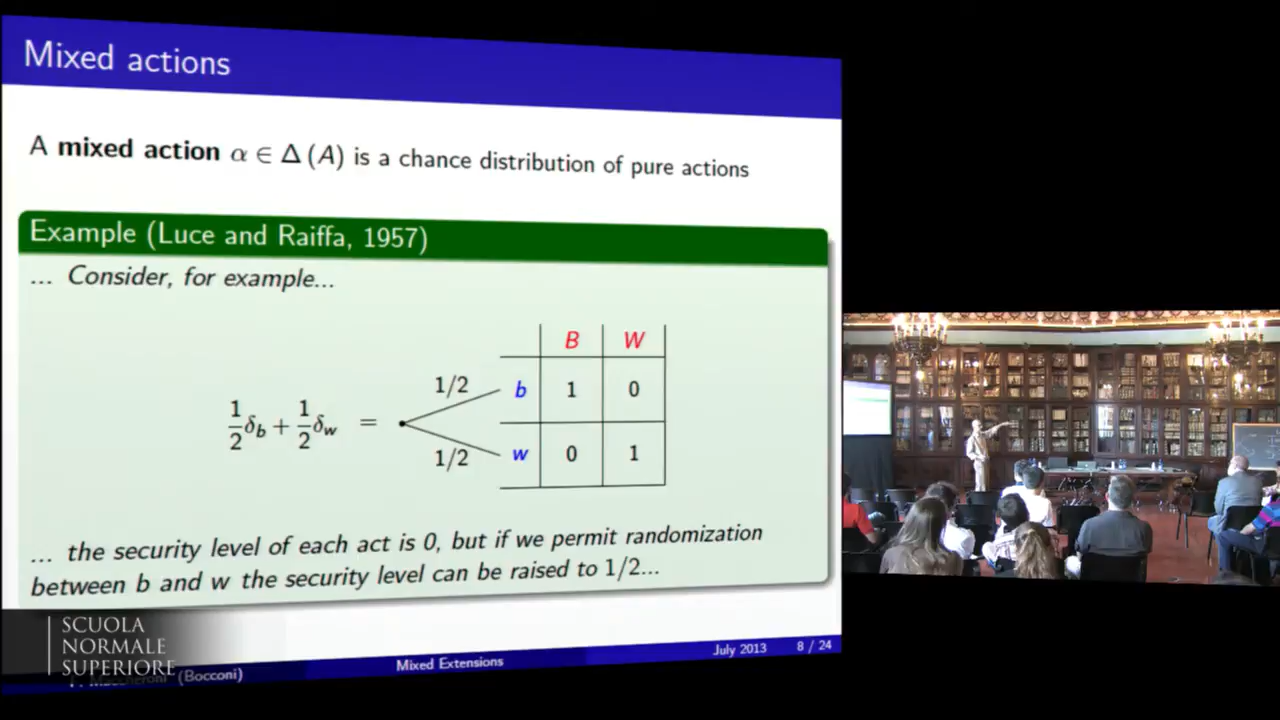 Mixed actions
A mixed action α ∈ Δ (A) is a chance distribution of pure actions
Example (Luce and Raiffa, 1957)
... Consider, for example...
B W
1/2 b 1 0
1/2 δb + 1/2 δw =
1/2 w 0 1
... the security level of each act is 0, but if we permit randomization
between b and w the security level can be raised to 1/2...
SCUOLA
NORMALE
SUPERIORE
(Bocconi)
Mixed Extensions
July 2013
8 / 24